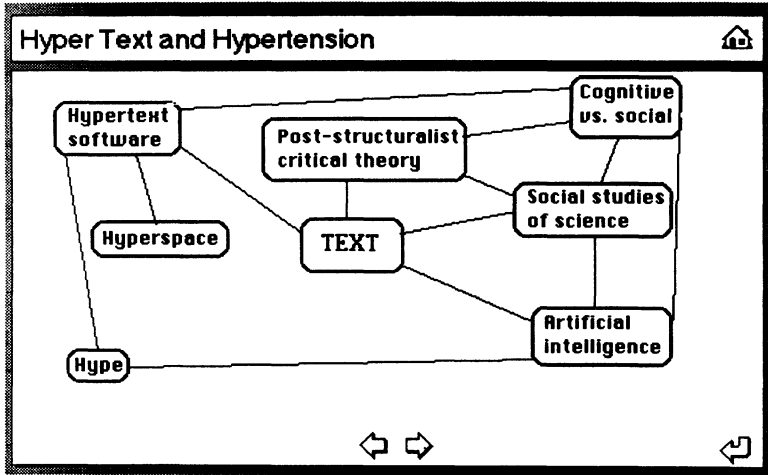 Hyper Text and Hypertension
Cognitive
vs. social
Hypertext
software
Post-structuralist
critical theory
Social studies
of science
Hyperspace
TEXT
Artificial
intelligence
Hype